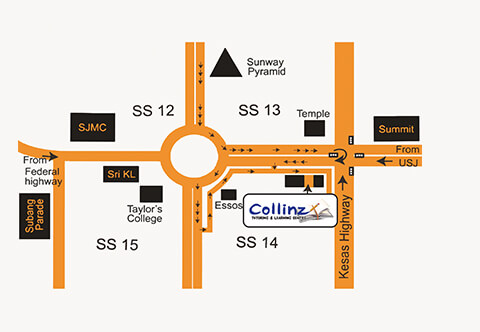 Sunway
Pyramid
SS 12
SS 13
Temple
SJMC
Summit
From
Federal
highway
From
USJ
Sri KL
Subang
Parade
Taylor's
College
Essos
Collinz
TUTORING & LEARNING CENTRE
SS 15
SS 14
Kesas Highway